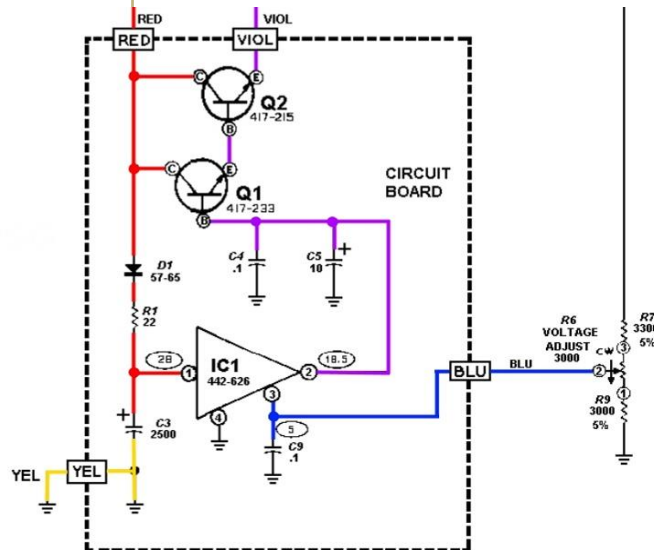 RED
VIOL
RED
VIOL
C
E
Q2
417-215
B
C
E
Q1
417-233
B
CIRCUIT
BOARD
C4
.1
+
C5
10
D1
57-65
R1
22
28
1
IC1
442-626
2
18.5
3
4
5
C9
.1
+
C3
2500
YEL
YEL
BLU
BLU
R6
VOLTAGE
ADJUST
3000
CW
R7
3300
5%
3
2
1
R9
3000
5%